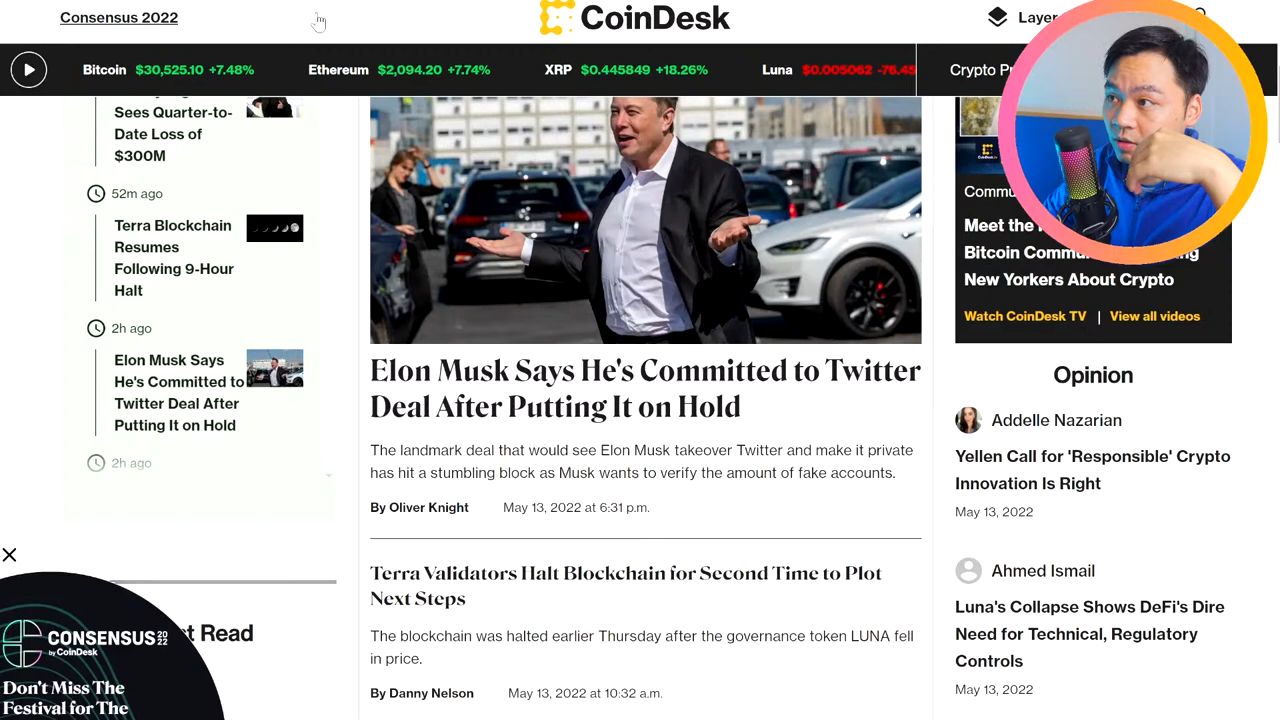 Consensus 2022
CoinDesk
Layer
Bitcoin $30,525.10 +7.48%
Ethereum $2,094.20 +7.74%
XRP $0.445849 +18.26%
Luna $0.005062 -76.45
Crypto Pr
Sees Quarter-to-
Date Loss of
$300M
52m ago
Terra Blockchain
Resumes
Following 9-Hour
Halt
2h ago
Elon Musk Says
He's Committed to
Twitter Deal After
Putting It on Hold
2h ago
CONSENSUS 2022
by CoinDesk
Don't Miss The
Festival for The
st Read
Elon Musk Says He's Committed to Twitter
Deal After Putting It on Hold
The landmark deal that would see Elon Musk takeover Twitter and make it private
has hit a stumbling block as Musk wants to verify the amount of fake accounts.
By Oliver Knight May 13, 2022 at 6:31 p.m.
Terra Validators Halt Blockchain for Second Time to Plot
Next Steps
The blockchain was halted earlier Thursday after the governance token LUNA fell
in price.
By Danny Nelson May 13, 2022 at 10:32 a.m.
Commu
Meet the
Bitcoin Commu
New Yorkers About Crypto
Watch CoinDesk TV | View all videos
Opinion
Addelle Nazarian
Yellen Call for 'Responsible' Crypto
Innovation Is Right
May 13, 2022
Ahmed Ismail
Luna's Collapse Shows DeFi's Dire
Need for Technical, Regulatory
Controls
May 13, 2022